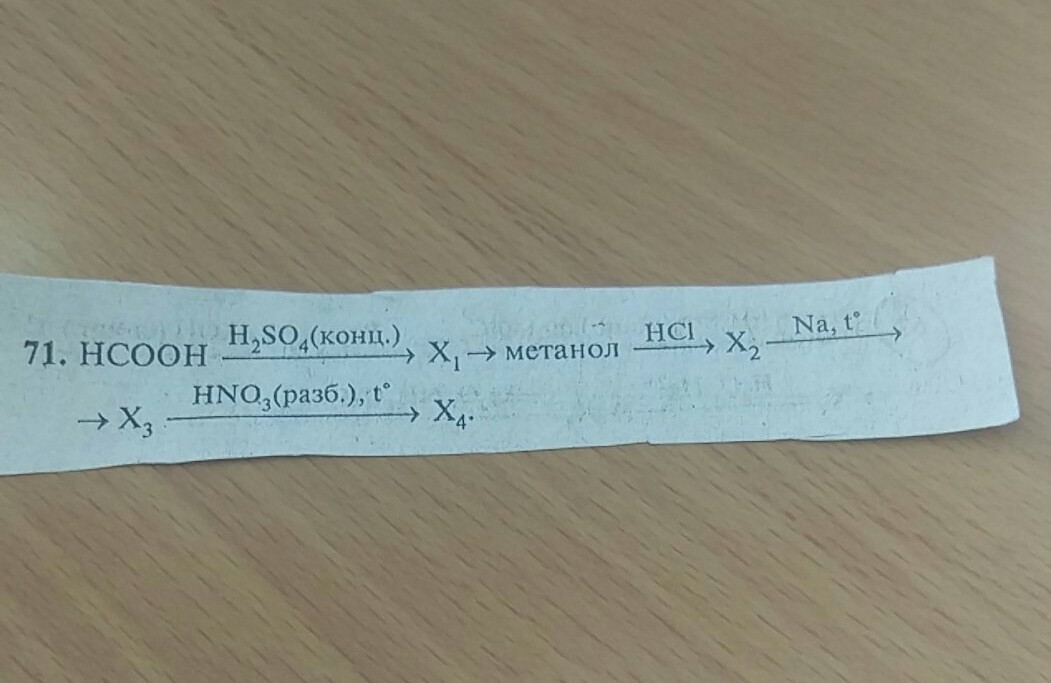 71. HCOOH H₂SO₄(конц.)→ X₁ → метанол HCl→ X₂ Na, t°→
→ X₃ HNO₃(разб.), t°→ X₄.